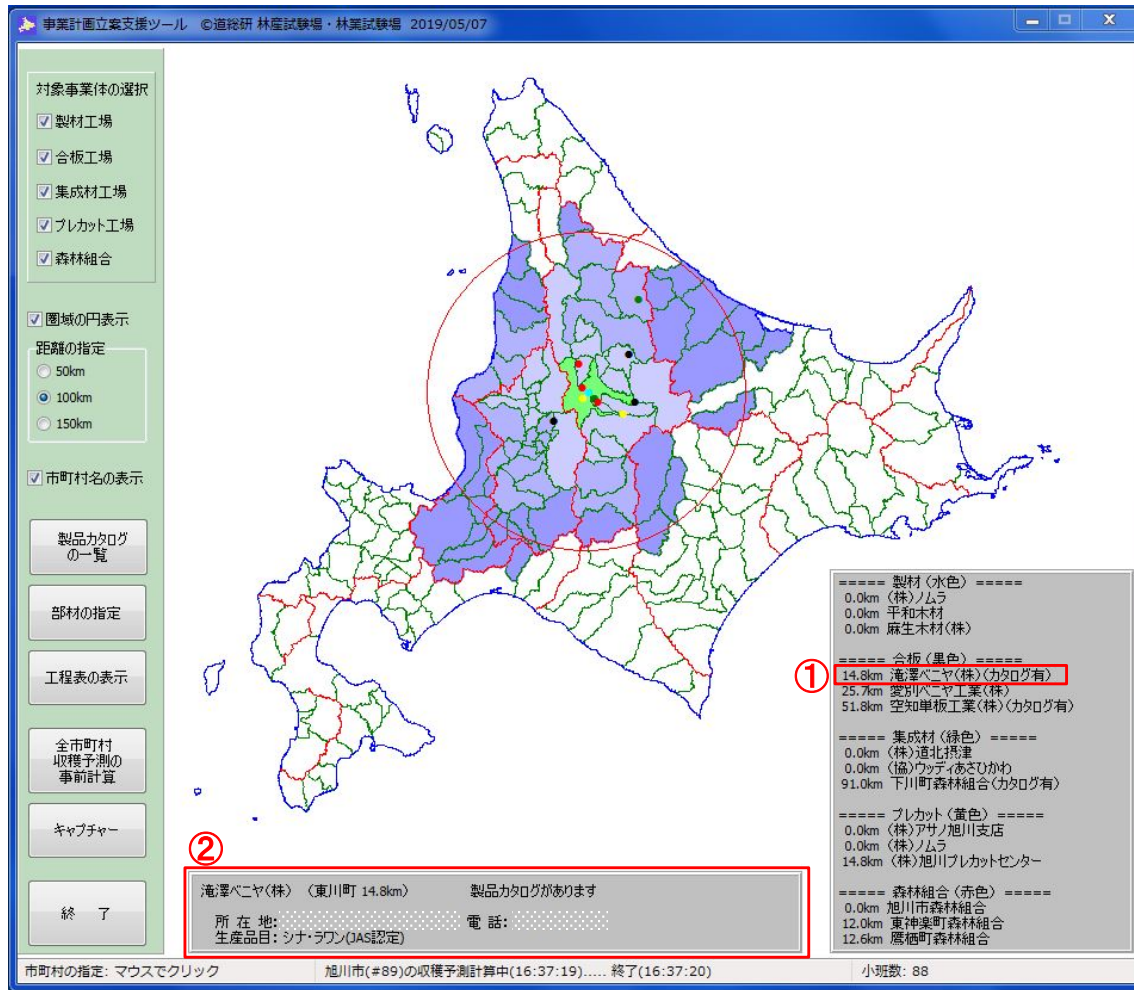 事業計画立案支援ツール ©道総研 林産試験場・林業試験場 2019/05/07
対象事業体の選択
製材工場
合板工場
集成材工場
プレカット工場
森林組合
圏域の円表示
距離の指定
50km
100km
150km
市町村名の表示
製品カタログ
の一覧
部材の指定
工程表の表示
全市町村
収穫予測の
事前計算
キャプチャー
終 了
===== 製材 (水色) =====
0.0km (株)ノムラ
0.0km 平和木材
0.0km 麻生木材(株)
===== 合板 (黒色) =====
①
14.8km 滝澤ベニヤ(株)(カタログ有)
25.7km 愛別ベニヤ工業(株)
51.8km 空知単板工業(株)(カタログ有)
===== 集成材 (緑色) =====
0.0km (株)道北摂津
0.0km (協)ウッディあさひかわ
91.0km 下川町森林組合(カタログ有)
===== プレカット (黄色) =====
0.0km (株)アサノ旭川支店
0.0km (株)ノムラ
14.8km (株)旭川プレカットセンター
===== 森林組合 (赤色) =====
0.0km 旭川市森林組合
12.0km 東神楽町森林組合
12.6km 鷹栖町森林組合
②
滝澤ベニヤ(株) (東川町 14.8km) 製品カタログがあります
所 在 地: 電 話:
生産品目: シナ・ラワン(JAS認定)
市町村の指定: マウスでクリック 旭川市(#89)の収穫予測計算中(16:37:19)..... 終了(16:37:20) 小班数: 88